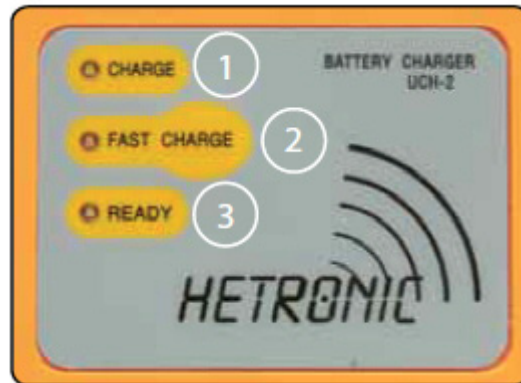 CHARGE 1
BATTERY CHARGER
UCH-2
FAST CHARGE 2
READY 3
HETRONIC